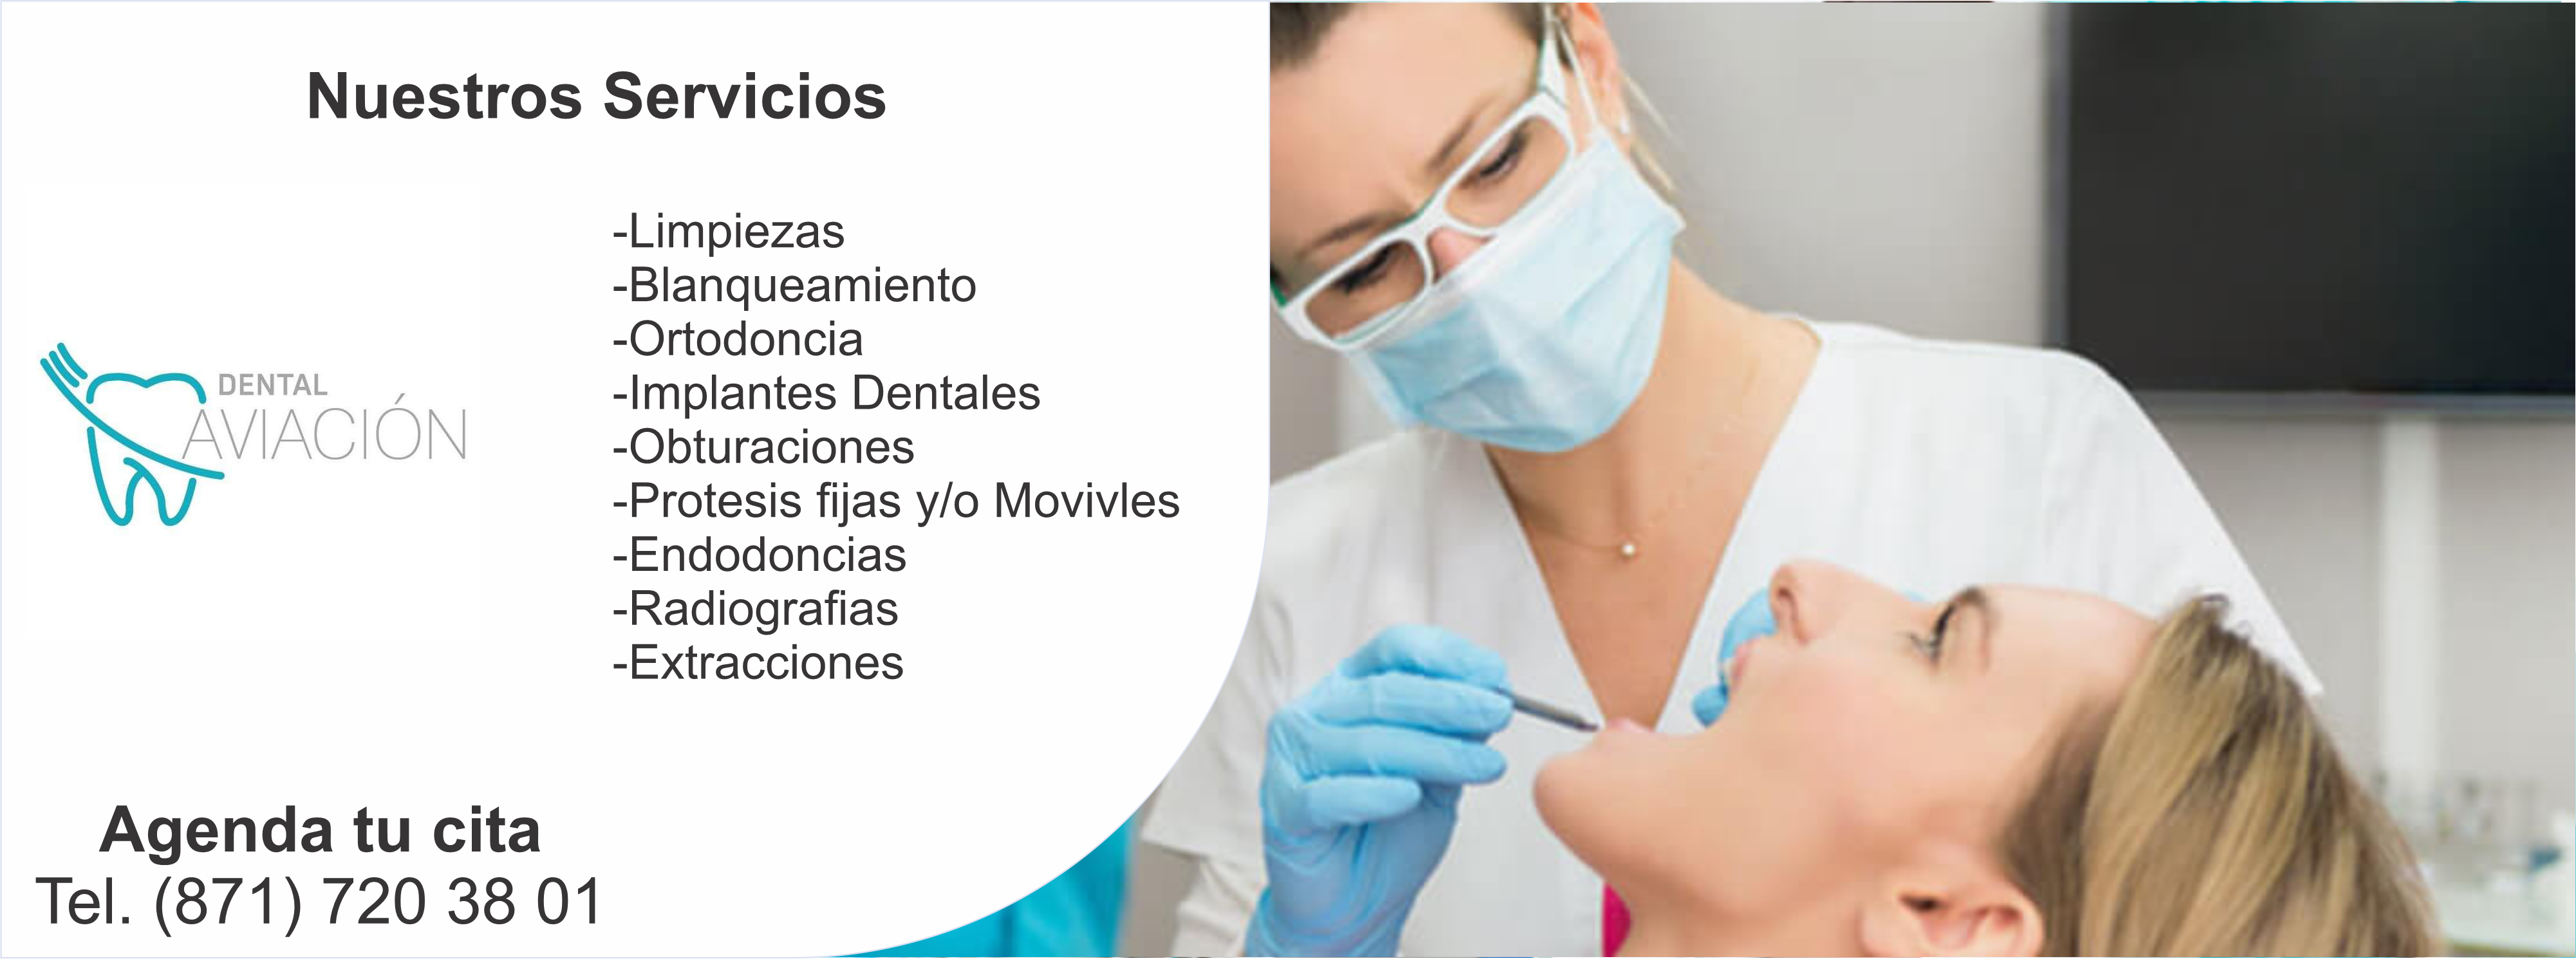 Nuestros Servicios
DENTAL
AVIACIÓN
-Limpiezas
-Blanqueamiento
-Ortodoncia
-Implantes Dentales
-Obturaciones
-Protesis fijas y/o Movivles
-Endodoncias
-Radiografias
-Extracciones
Agenda tu cita
Tel. (871) 720 38 01